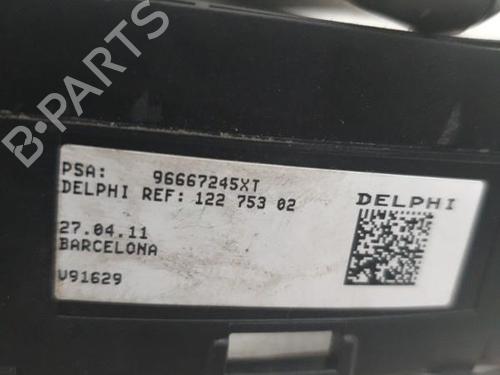 B-PARTS
PSA: 96667245XT
DELPHI REF: 122 753 02
DELPHI
27.04.11
BARCELONA
V91629